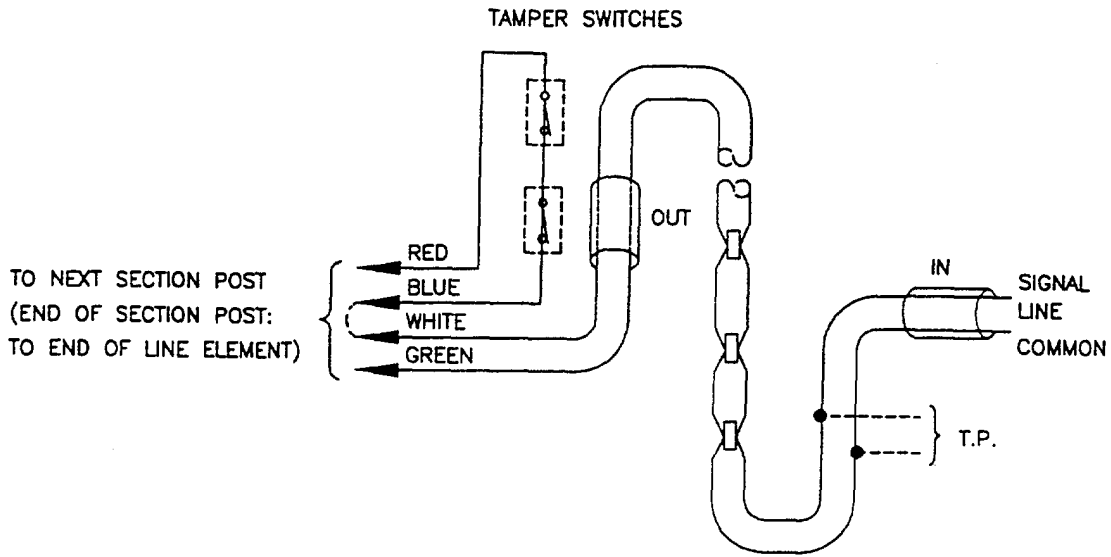 TAMPER SWITCHES
OUT
RED
BLUE
WHITE
GREEN
TO NEXT SECTION POST
(END OF SECTION POST:
TO END OF LINE ELEMENT)
IN
SIGNAL
LINE
COMMON
T.P.